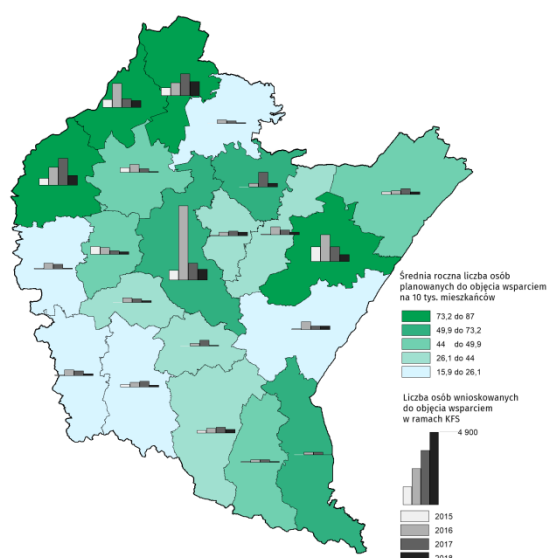 Średnia roczna liczba osób
planowanych do objęcia wsparciem
na 10 tys. mieszkańców
73,2 do 87
49,9 do 73,2
44 do 49,9
26,1 do 44
15,9 do 26,1
Liczba osób wnioskowanych
do objęcia wsparciem
w ramach KFS
4 900
2015
2016
2017
2018